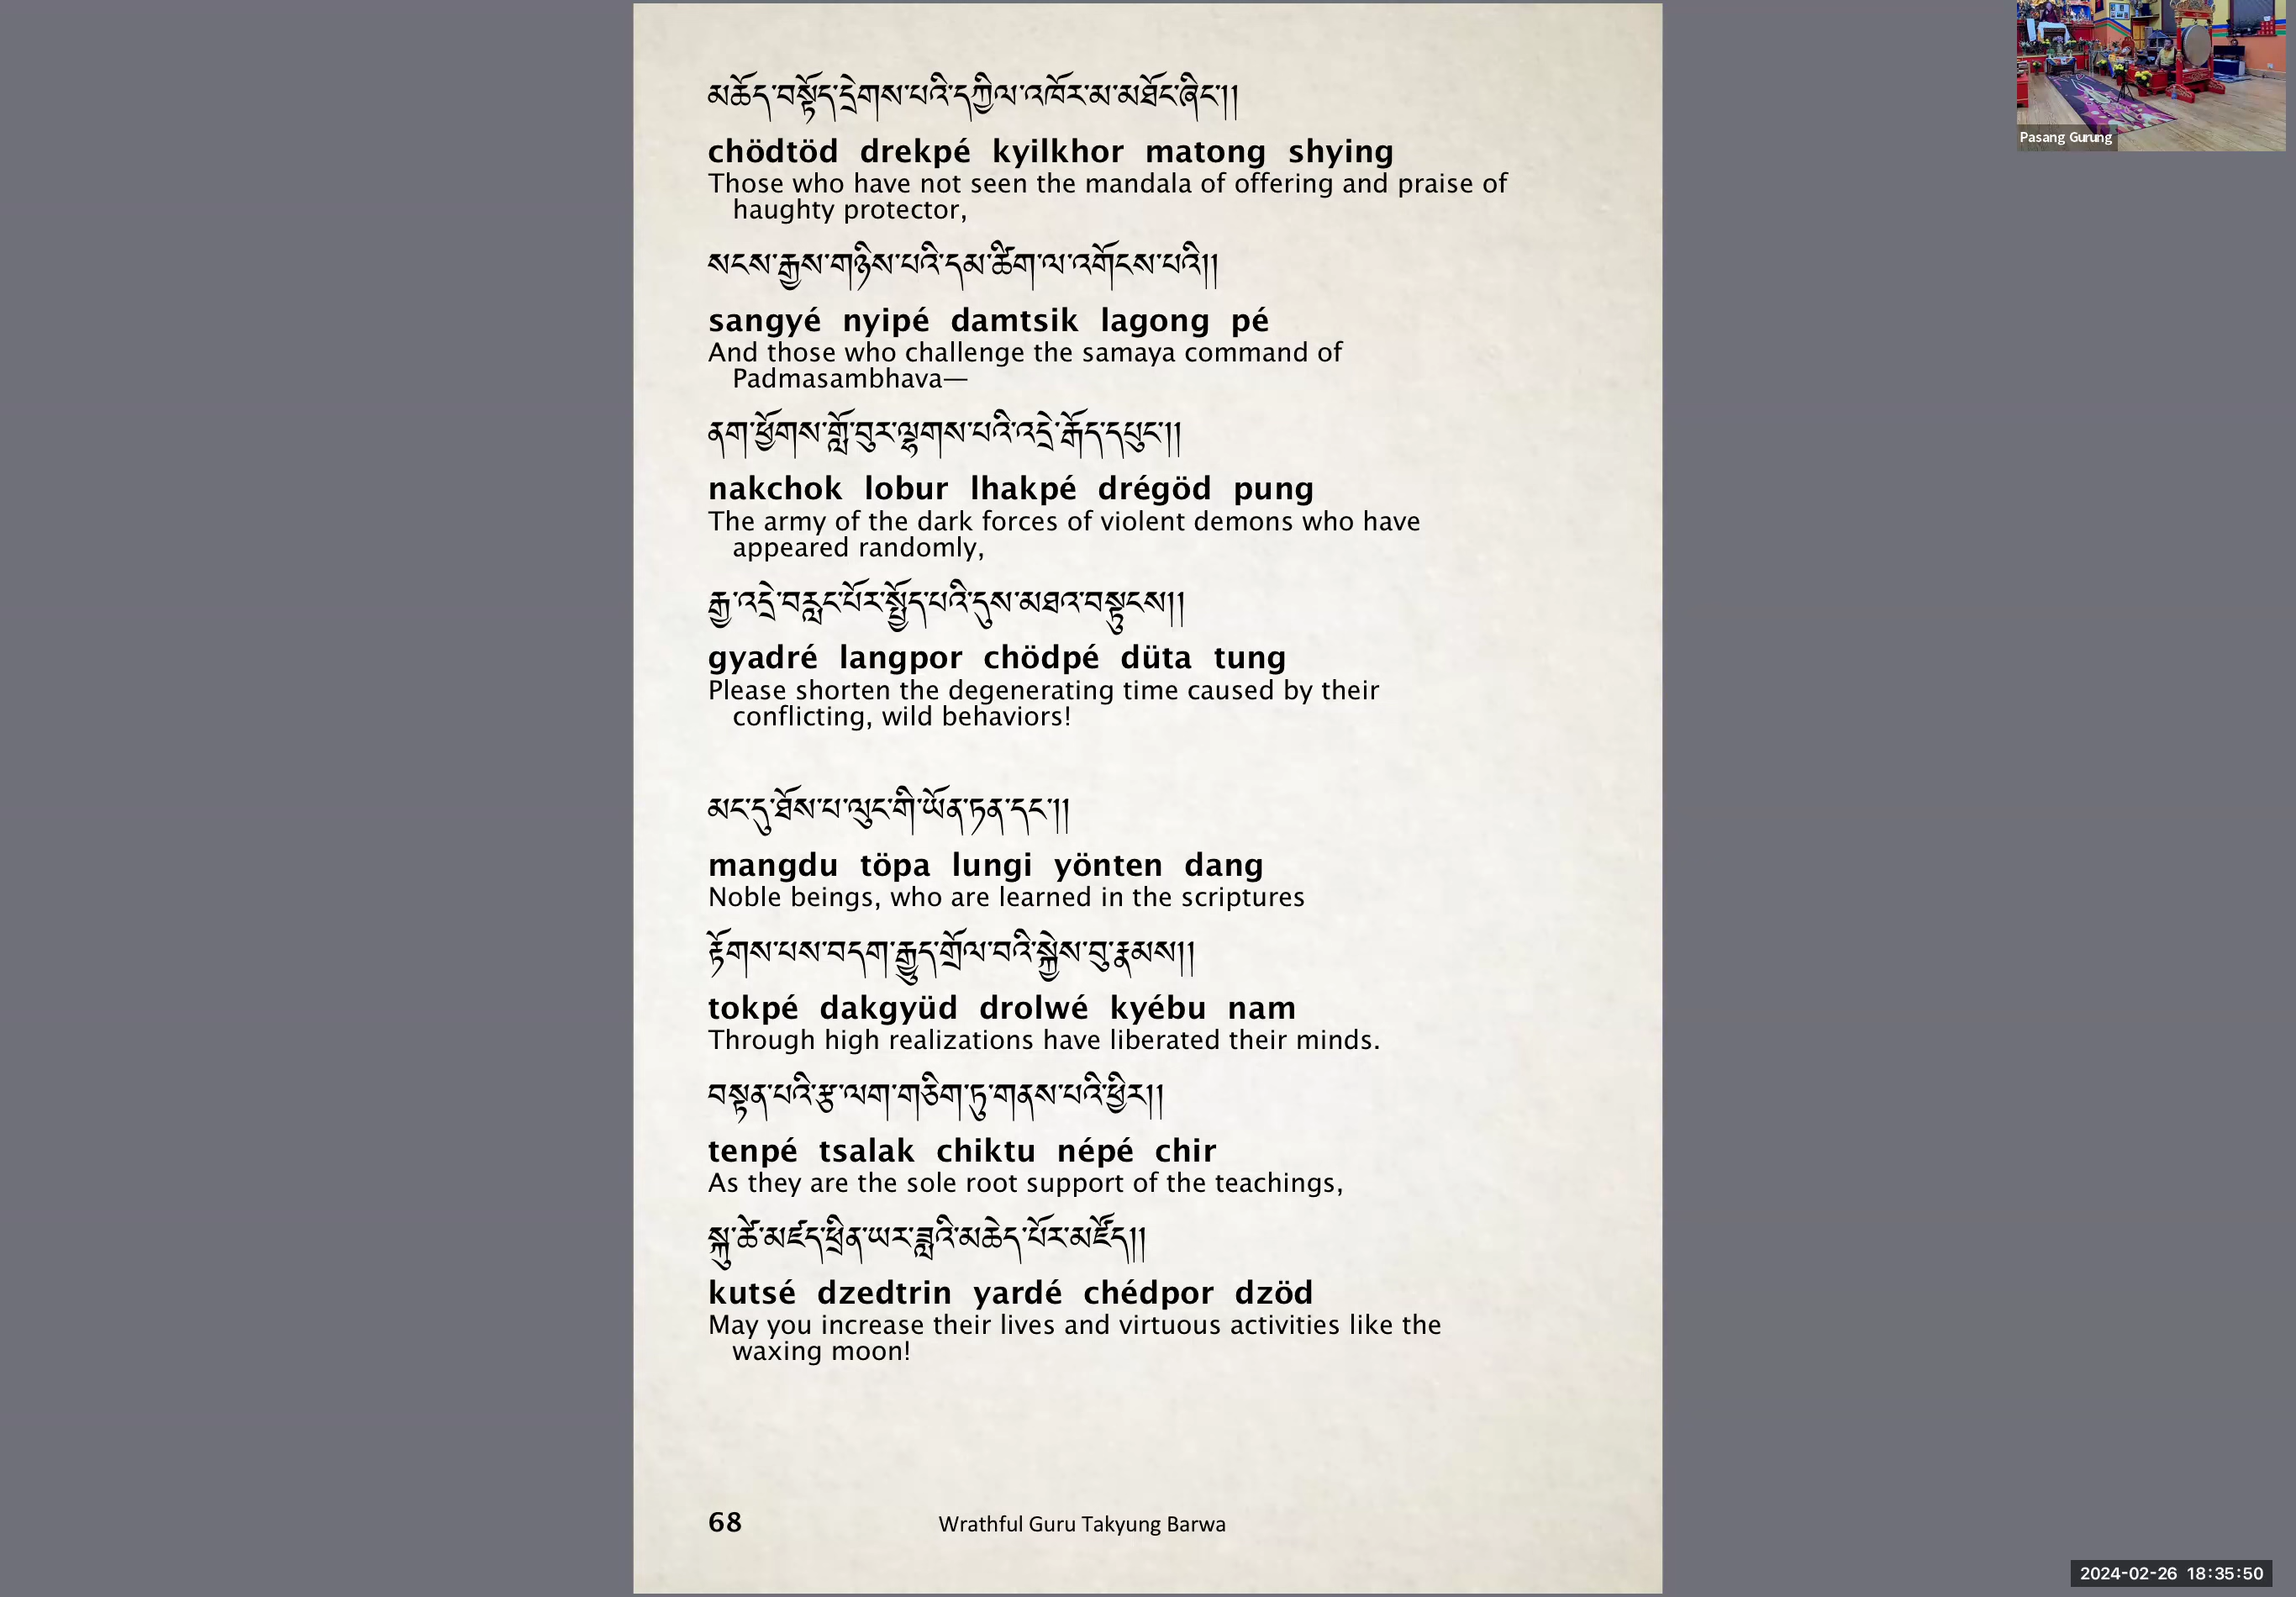 མཆོད་བསྟོད་དྲེགས་པའི་དཀྱིལ་འཁོར་མ་མཐོང་ཞིང་།།
chödtöd drekpé kyilkhor matong shying
Those who have not seen the mandala of offering and praise of
haughty protector,
སངས་རྒྱས་གཉིས་པའི་དམ་ཚིག་ལ་འགོངས་པའི།།
sangyé nyipé damtsik lagong pé
And those who challenge the samaya command of
Padmasambhava—
ནག་ཕྱོགས་གློ་བུར་ལྷགས་པའི་འདྲེ་རྒོད་དཔུང་།།
nakchok lobur lhakpé drégöd pung
The army of the dark forces of violent demons who have
appeared randomly,
རྒྱ་འདྲེ་བརླང་པོར་སྤྱོད་པའི་དུས་མཐའ་བསྟུངས།།
gyadré langpor chödpé düta tung
Please shorten the degenerating time caused by their
conflicting, wild behaviors!
མང་དུ་ཐོས་པ་ལུང་གི་ཡོན་ཏན་དང་།།
mangdu töpa lungi yönten dang
Noble beings, who are learned in the scriptures
རྟོགས་པས་བདག་རྒྱུད་གྲོལ་བའི་སྐྱེས་བུ་རྣམས།།
tokpé dakgyüd drolwé kyébu nam
Through high realizations have liberated their minds.
བསྟན་པའི་རྩ་ལག་གཅིག་ཏུ་གནས་པའི་ཕྱིར།།
tenpé tsalak chiktu népé chir
As they are the sole root support of the teachings,
སྐུ་ཚེ་མཛད་ཕྲིན་ཡར་ཟླའི་མཆེད་པོར་མཛོད།།
kutsé dzedtrin yardé chédpor dzöd
May you increase their lives and virtuous activities like the
waxing moon!
68
Wrathful Guru Takyung Barwa
Pasang Gurung
2024-02-26 18:35:50